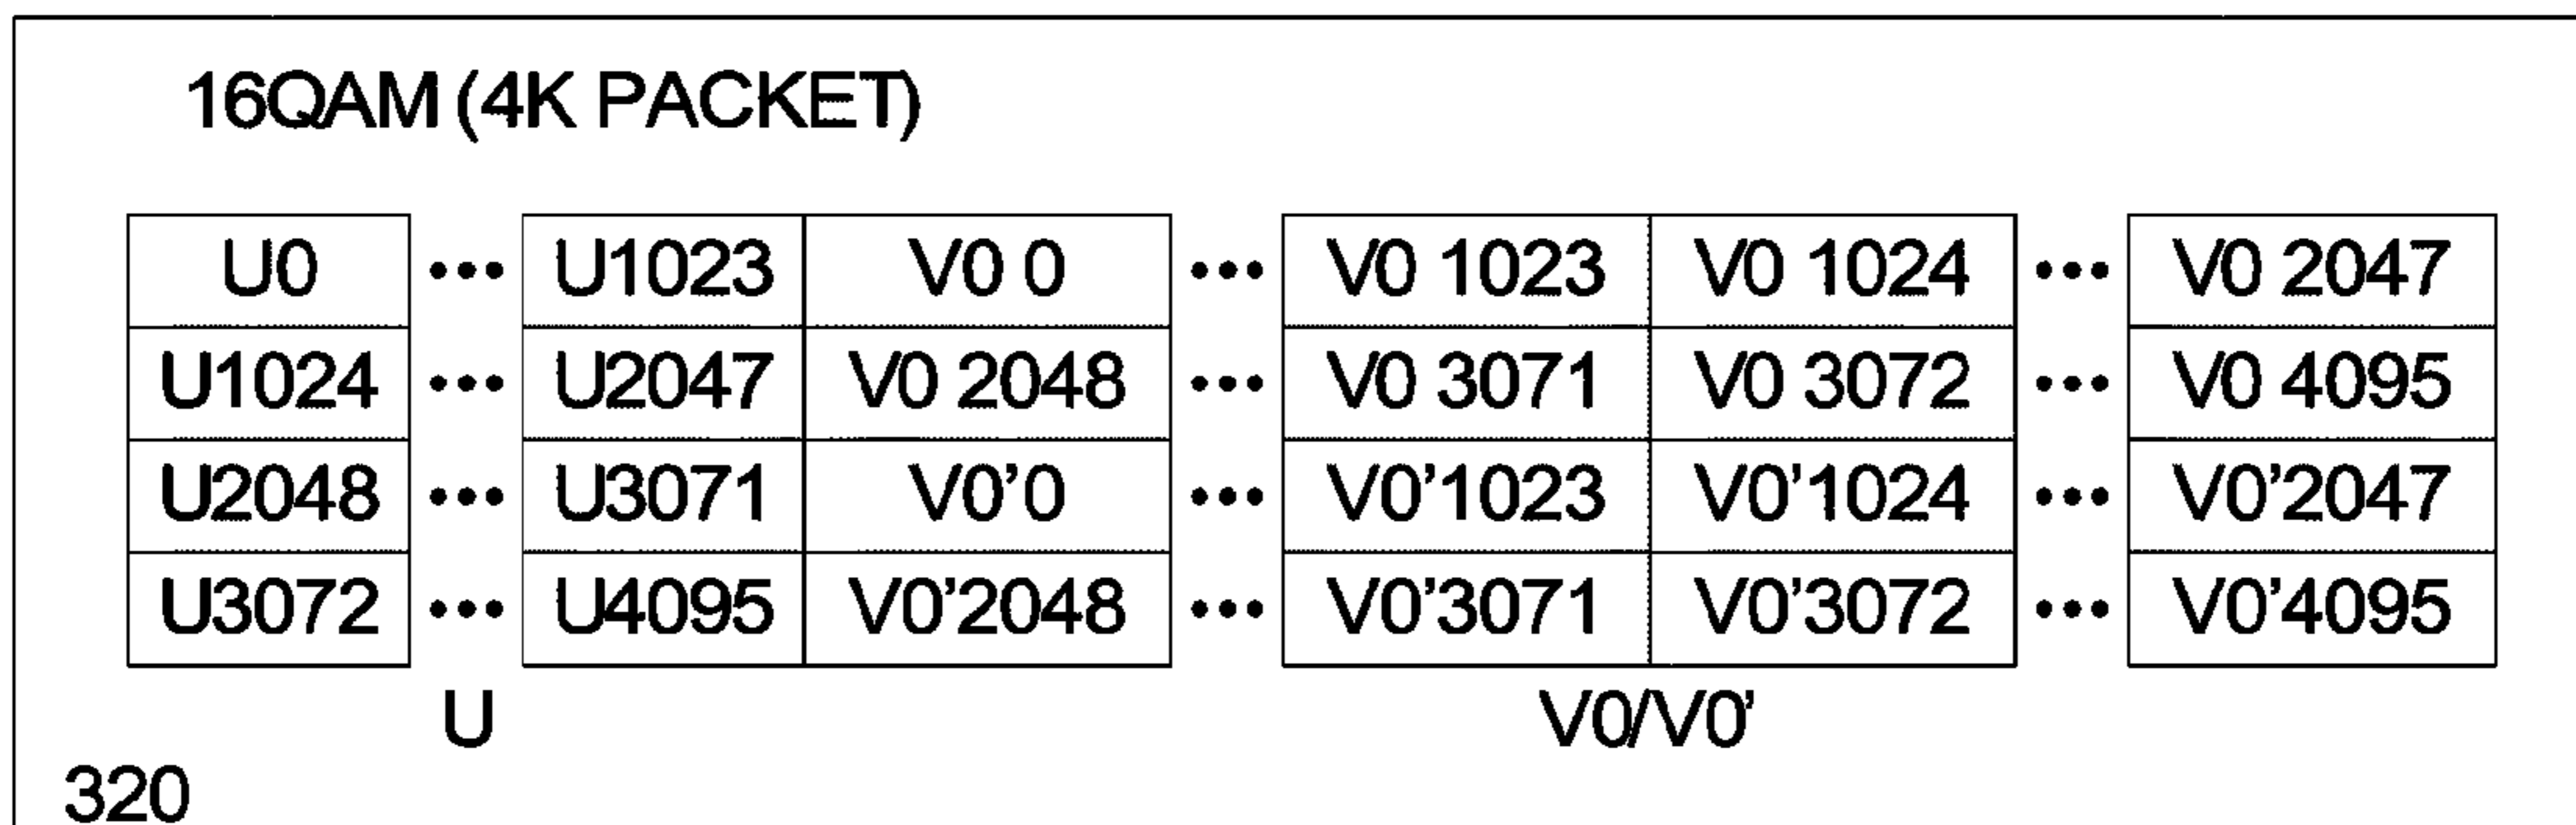 16QAM (4K PACKET)
U0 ••• U1023 V0 0 ••• V0 1023 V0 1024 ••• V0 2047
U1024 ••• U2047 V0 2048 ••• V0 3071 V0 3072 ••• V0 4095
U2048 ••• U3071 V0'0 ••• V0'1023 V0'1024 ••• V0'2047
U3072 ••• U4095 V0'2048 ••• V0'3071 V0'3072 ••• V0'4095
U V0/V0'
320